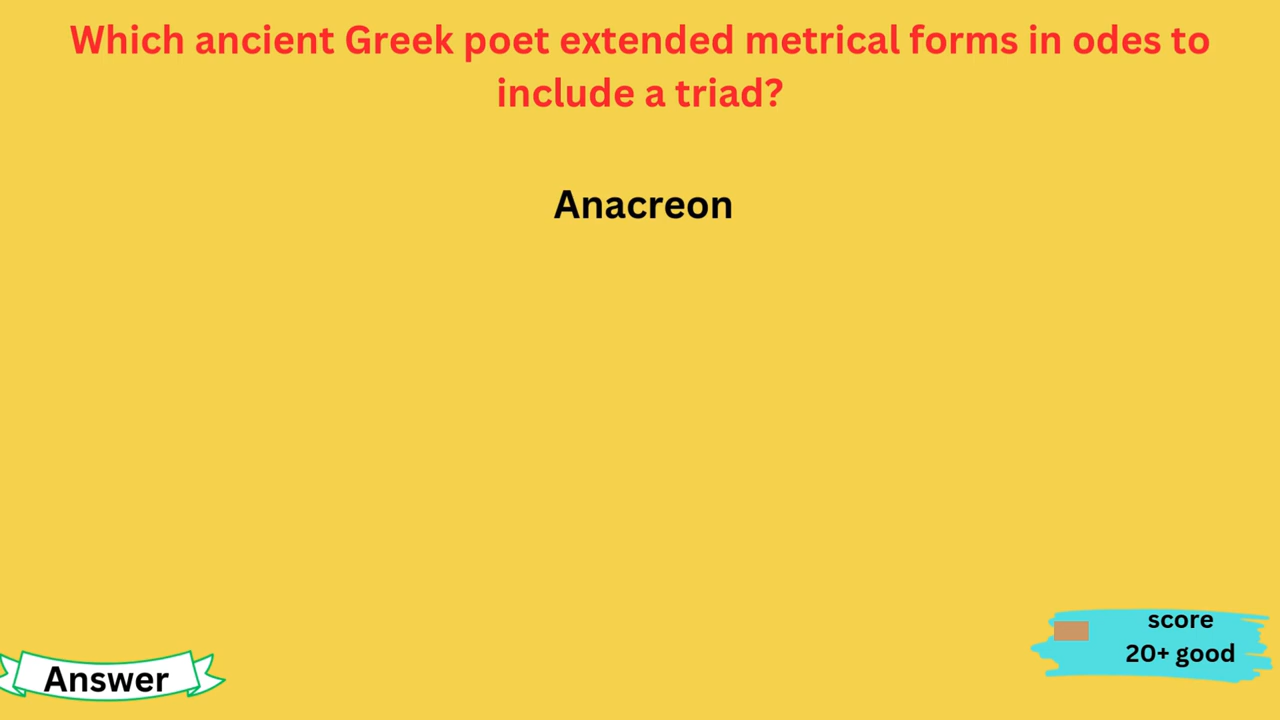 Which ancient Greek poet extended metrical forms in odes to
include a triad?
Anacreon
Answer
score
20+ good